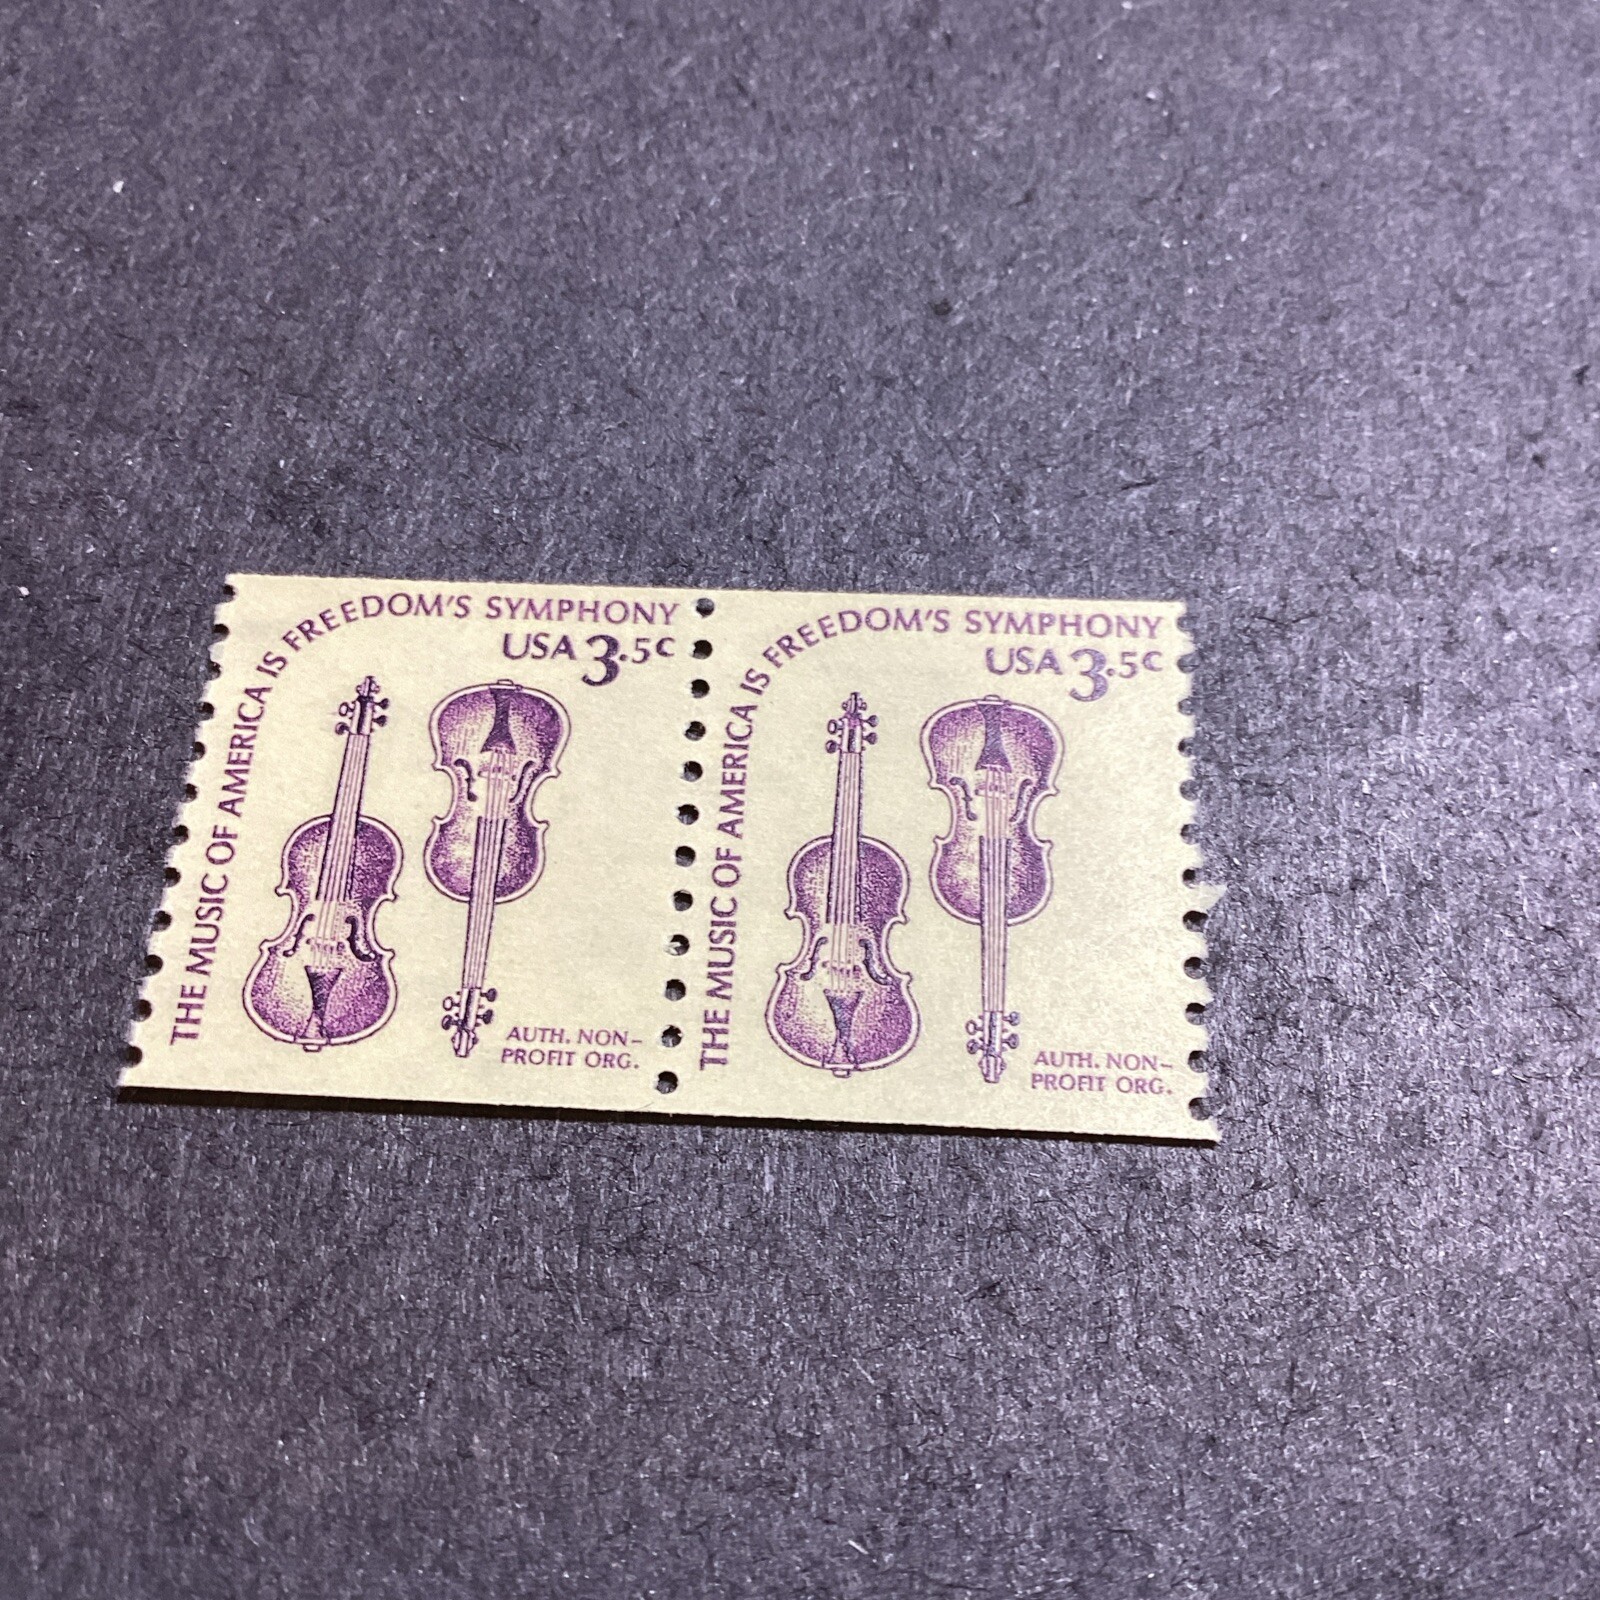 THE MUSIC OF AMERICA IS FREEDOM'S SYMPHONY
USA 3.5c
AUTH. NON-
PROFIT ORG.
THE MUSIC OF AMERICA IS FREEDOM'S SYMPHONY
USA 3.5c
AUTH. NON-
PROFIT ORG.